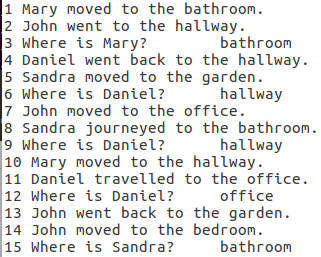 1 Mary moved to the bathroom.
2 John went to the hallway.
3 Where is Mary?        bathroom
4 Daniel went back to the hallway.
5 Sandra moved to the garden.
6 Where is Daniel?      hallway
7 John moved to the office.
8 Sandra journeyed to the bathroom.
9 Where is Daniel?      hallway
10 Mary moved to the hallway.
11 Daniel travelled to the office.
12 Where is Daniel?     office
13 John went back to the garden.
14 John moved to the bedroom.
15 Where is Sandra?     bathroom